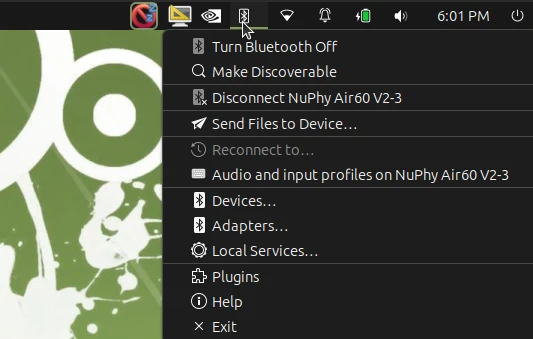 6:01 PM
Turn Bluetooth Off
Make Discoverable
Disconnect NuPhy Air60 V2-3
Send Files to Device...
Reconnect to...
Audio and input profiles on NuPhy Air60 V2-3
Devices...
Adapters...
Local Services...
Plugins
Help
Exit